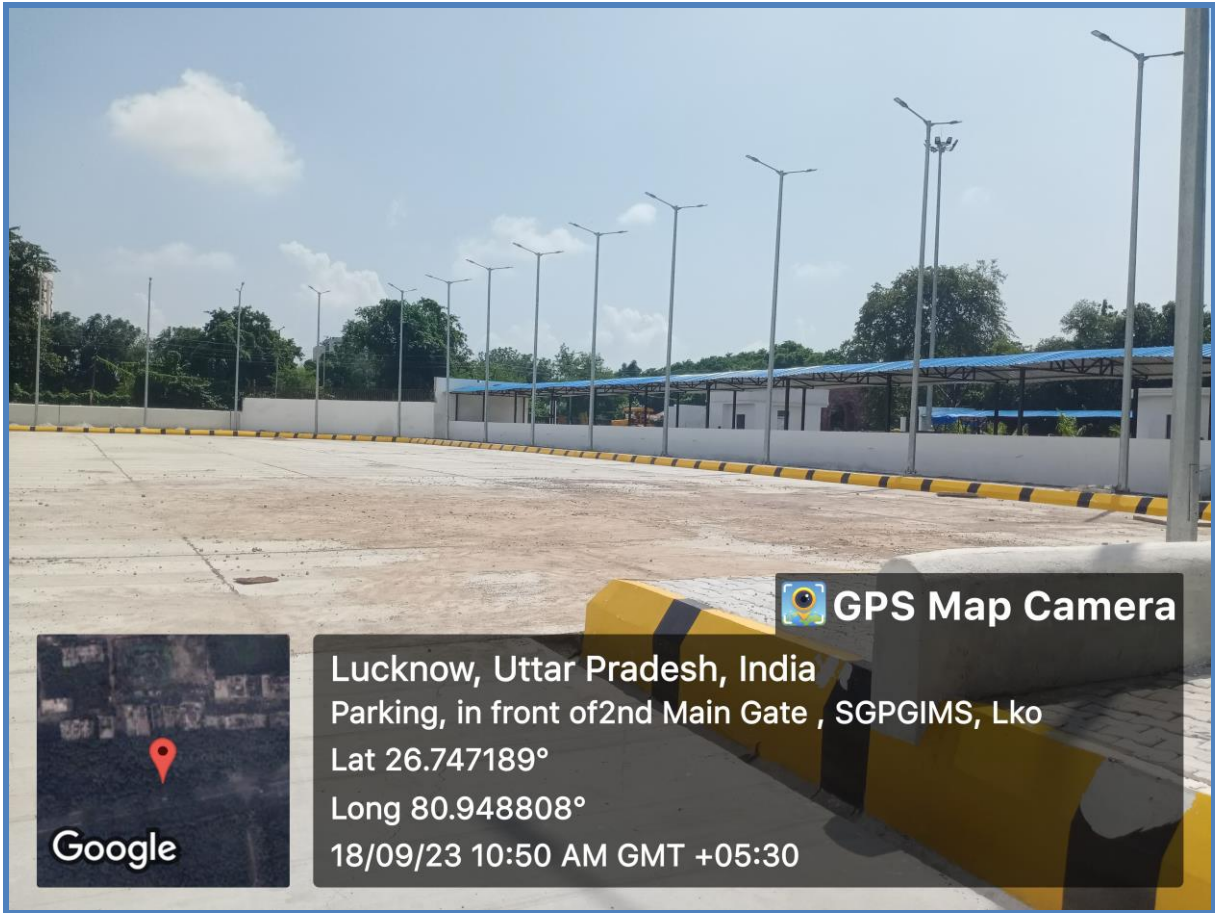 GPS Map Camera
Lucknow, Uttar Pradesh, India
Parking, in front of2nd Main Gate , SGPGIMS, Lko
Lat 26.747189°
Long 80.948808°
18/09/23 10:50 AM GMT +05:30
Google